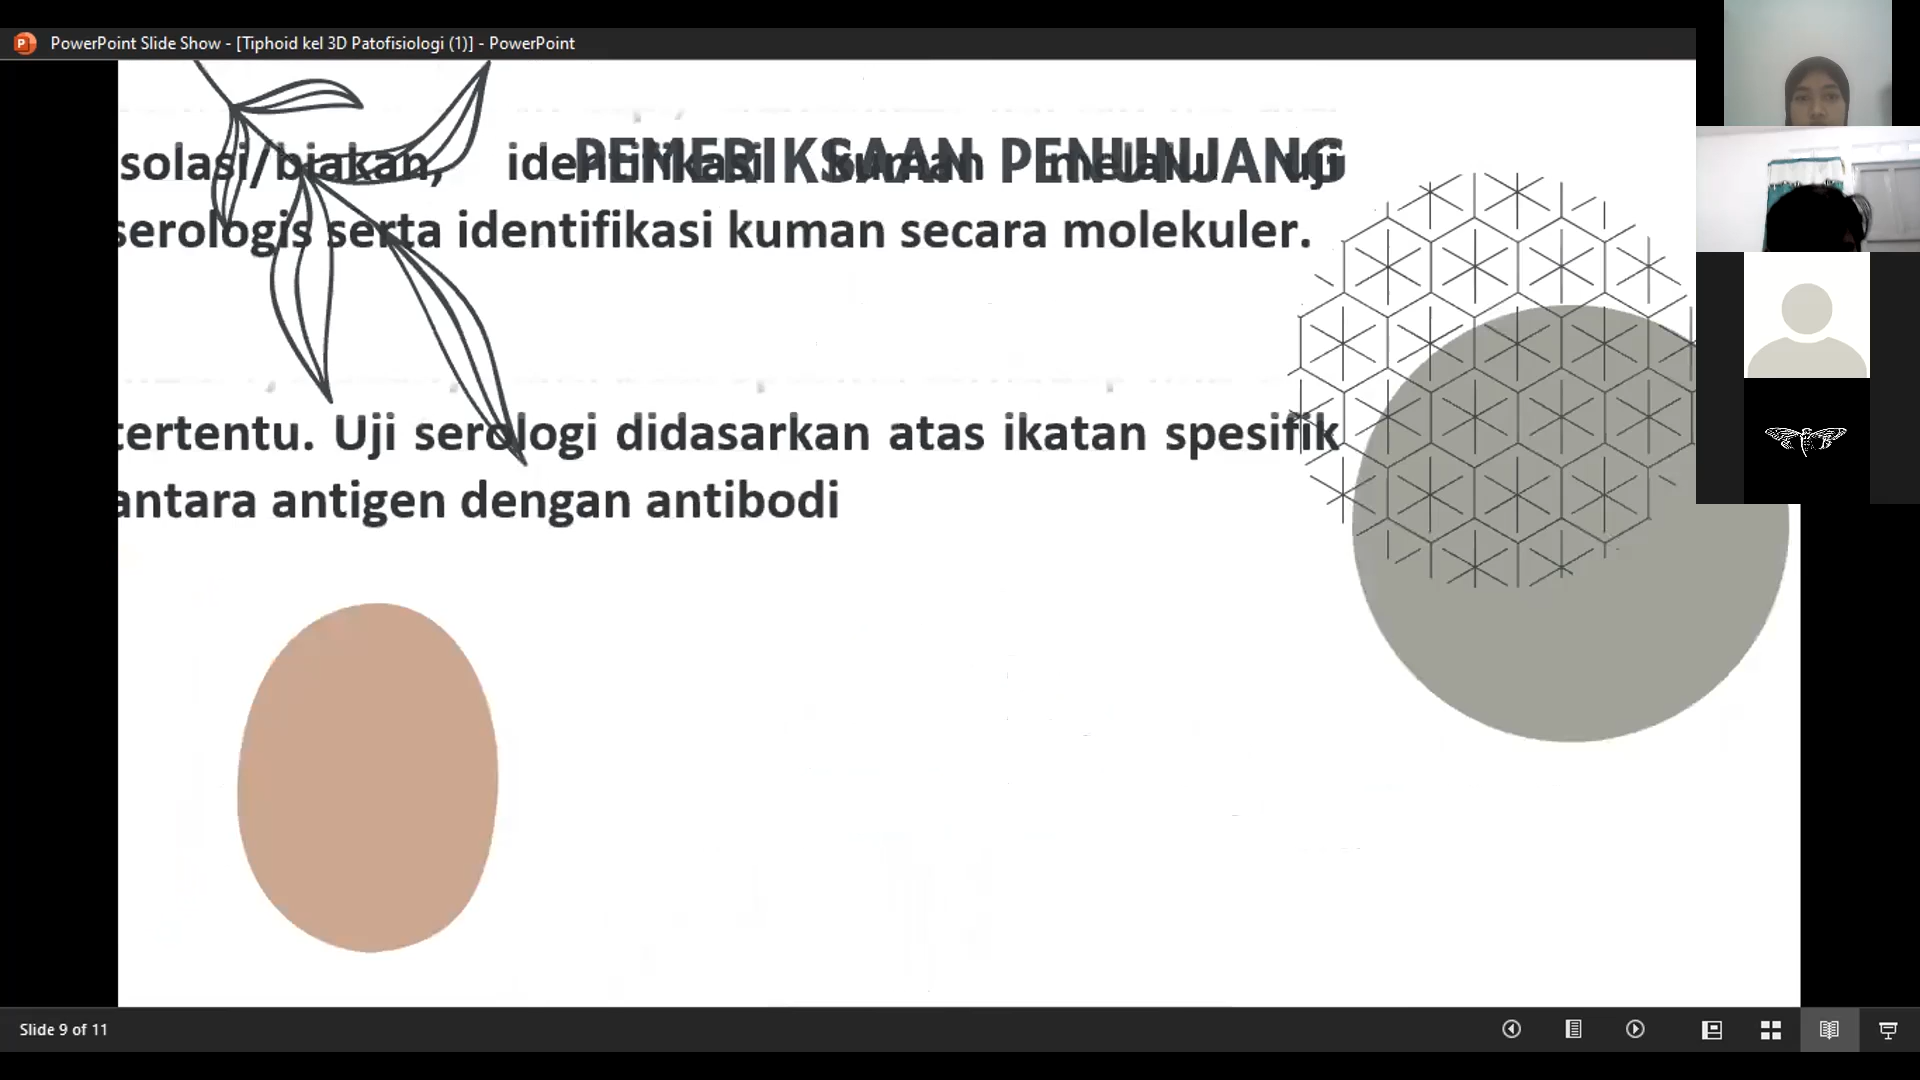 PowerPoint Slide Show - [Tiphoid kel 3D Patofisiologi (1)] - PowerPoint
PEMERIKSAAN PENUNJANG
solasi/biakan, identifikasi kuman melalu uji
serologis serta identifikasi kuman secara molekuler.
tertentu. Uji serologi didasarkan atas ikatan spesifik
antara antigen dengan antibodi
Slide 9 of 11